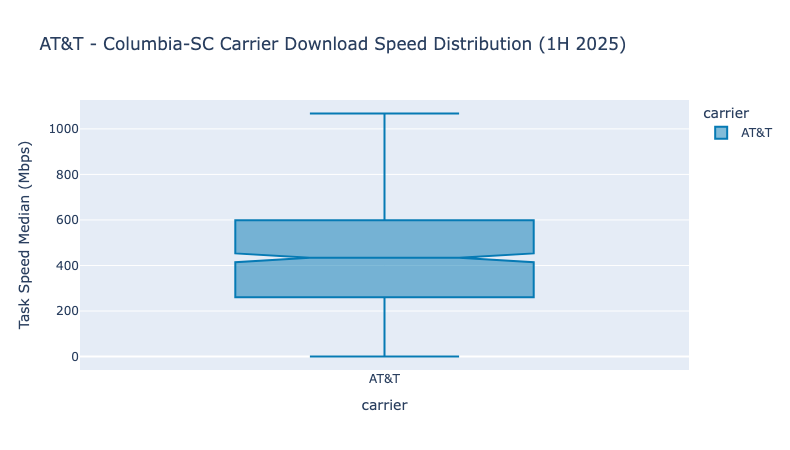 AT&T - Columbia-SC Carrier Download Speed Distribution (1H 2025)
carrier
AT&T
Task Speed Median (Mbps)
1000
800
600
400
200
0
AT&T
carrier